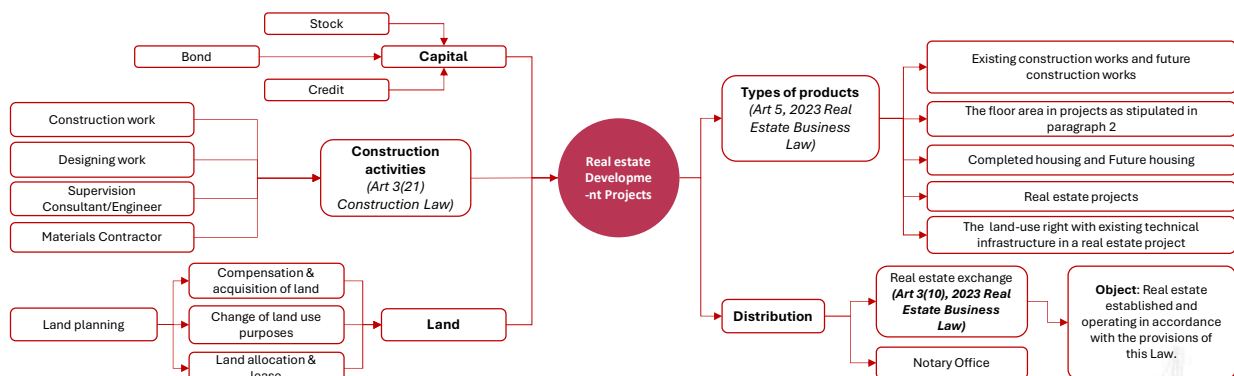 Stock
Bond
Capital
Credit
Construction work
Designing work
Supervision
Consultant/Engineer
Materials Contractor
Construction
activities
(Art 3(21)
Construction Law)
Land planning
Compensation &
acquisition of land
Change of land use
purposes
Land allocation &
lease
Land
Real estate
Developme
-nt Projects
Types of products
(Art 5, 2023 Real
Estate Business
Law)
Existing construction works and future
construction works
The floor area in projects as stipulated in
paragraph 2
Completed housing and Future housing
Real estate projects
The land-use right with existing technical
infrastructure in a real estate project
Distribution
Real estate exchange
(Art 3(10), 2023 Real
Estate Business
Law)
Notary Office
Object: Real estate
established and
operating in accordance
with the provisions of
this Law.